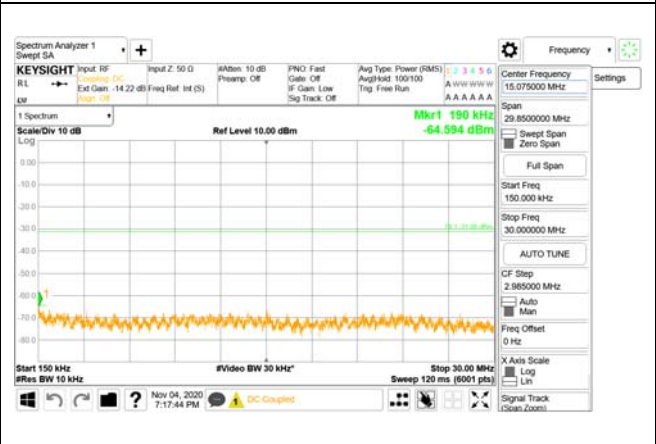 Spectrum Analyzer 1
Swept SA
+
Frequency
KEYSIGHT
RL
Input: RF
Coupling: DC
Ext Gain: -14.22 dB
Align: Off
Input Z: 50 Ω
Freq Ref: Int (S)
#Atten: 10 dB
Preamp: Off
PNO: Fast
Gate: Off
IF Gain: Low
Sig Track: Off
Avg Type: Power (RMS)
Avg|Hold: 100/100
Trig: Free Run
1 2 3 4 5 6
A W W W W W
A A A A A A
1 Spectrum
Scale/Div 10 dB
Log
Ref Level 10.00 dBm
Mkr1 190 kHz
-64.594 dBm
0.00
-10.0
-20.0
-30.0
-40.0
-50.0
-60.0
-70.0
-80.0
1
Start 150 kHz
#Res BW 10 kHz
#Video BW 30 kHz*
Stop 30.00 MHz
Sweep 120 ms (6001 pts)
Center Frequency
15.075000 MHz
Settings
Span
29.8500000 MHz
Swept Span
Zero Span
Full Span
Start Freq
150.000 kHz
Stop Freq
30.000000 MHz
AUTO TUNE
CF Step
2.985000 MHz
Auto
Man
Freq Offset
0 Hz
X Axis Scale
Log
Lin
Signal Track
(Span Zoom)
?
Nov 04, 2020
7:17:44 PM
1
DC Coupled